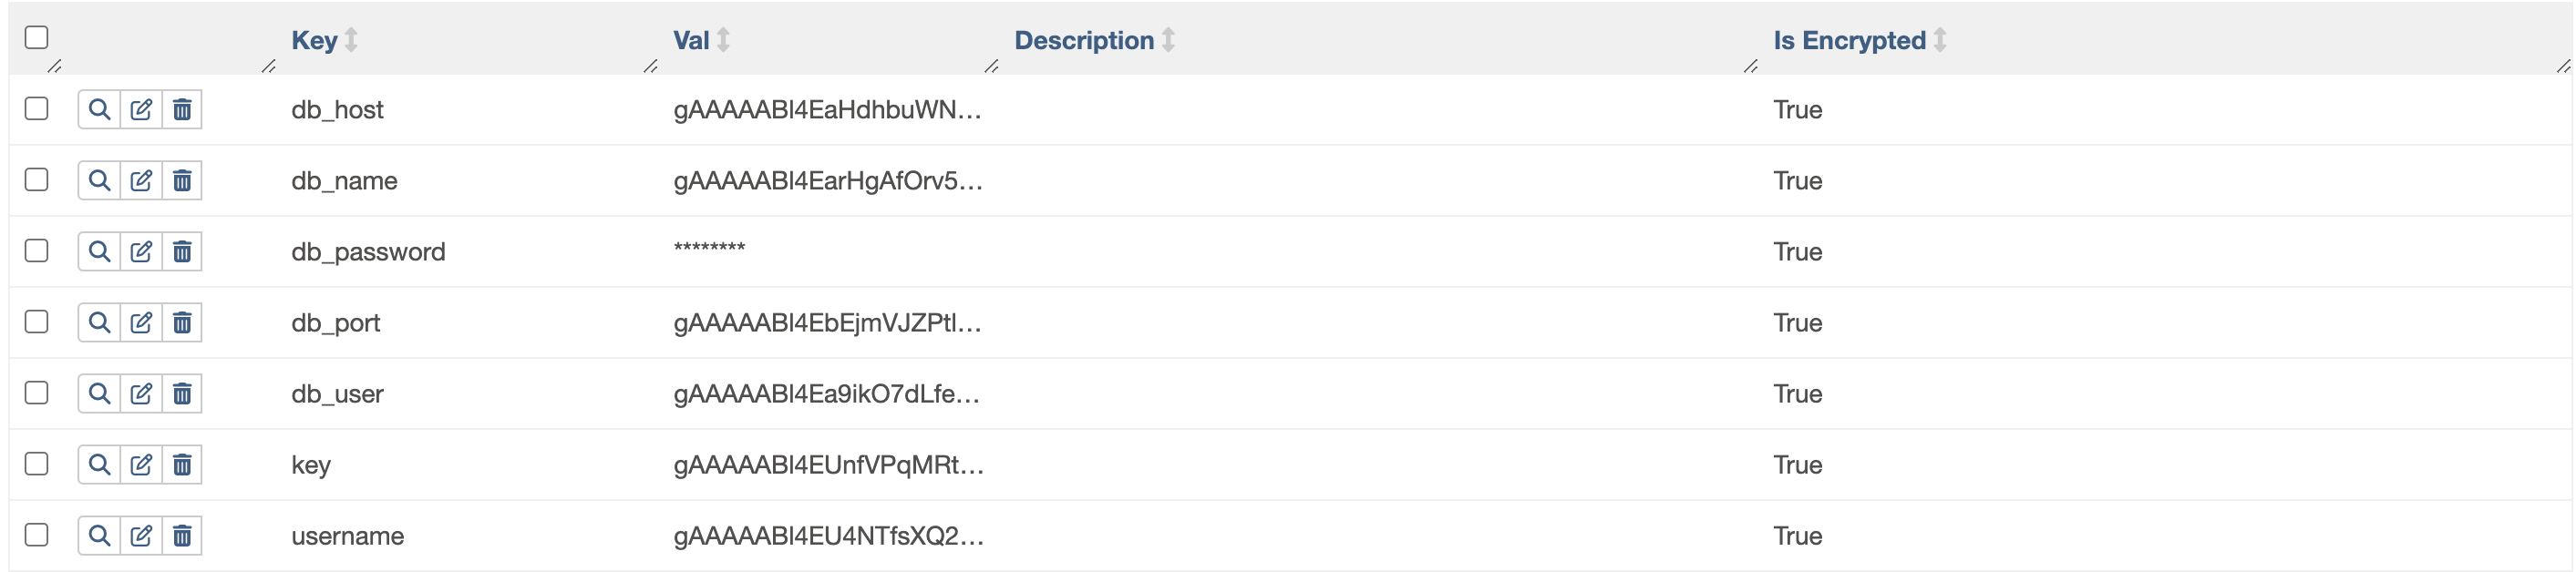 Key Val Description Is Encrypted
db_host gAAAAABl4EaHdhbuWN... True
db_name gAAAAABl4EarHgAfOrv5... True
db_password ******** True
db_port gAAAAABl4EbEjmVJZPtI... True
db_user gAAAAABl4Ea9ikO7dLfe... True
key gAAAAABl4EUnfVPqMRt... True
username gAAAAABl4EU4NTfsXQ2... True